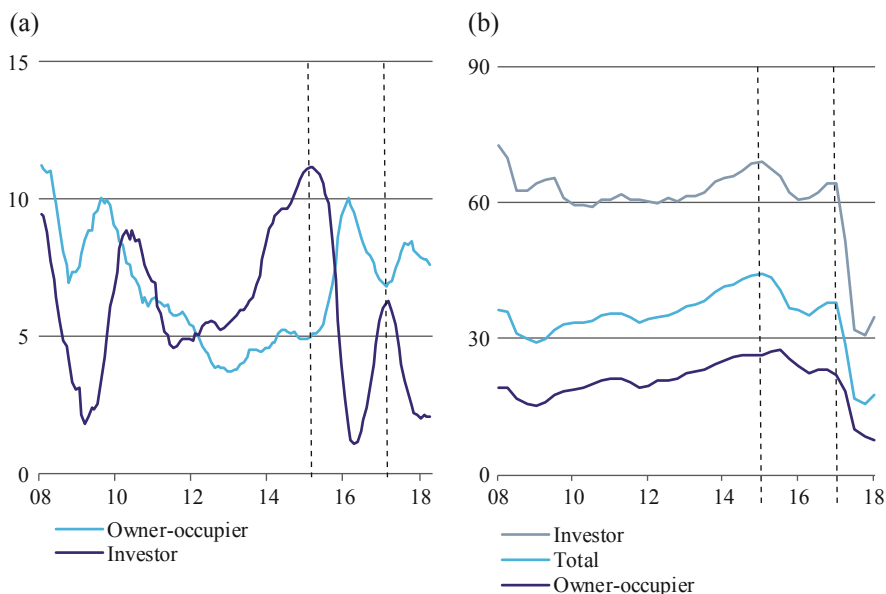 (a)
15
10
5
0
08 10 12 14 16 18
Owner-occupier
Investor
(b)
90
60
30
0
08 10 12 14 16 18
Investor
Total
Owner-occupier